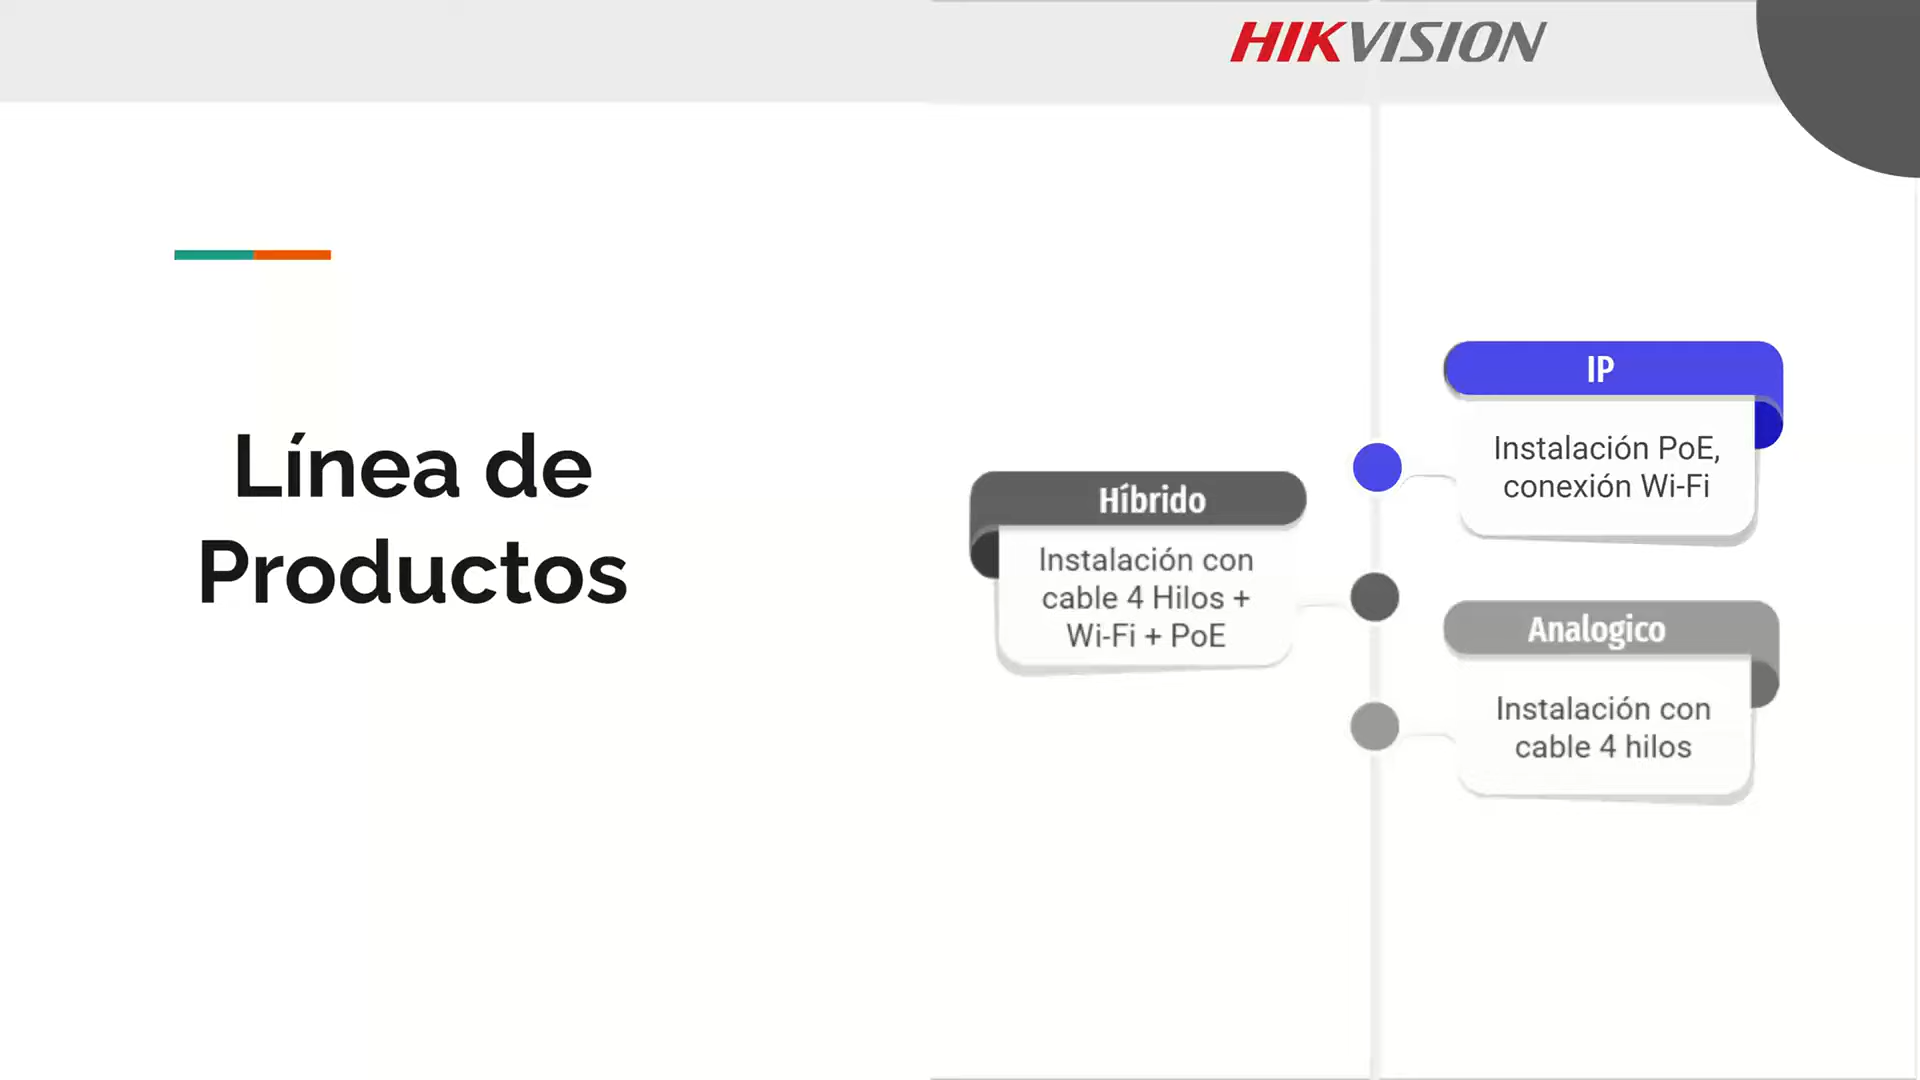 HIKVISION
Línea de
Productos
IP
Instalación PoE,
conexión Wi-Fi
Híbrido
Instalación con
cable 4 Hilos +
Wi-Fi + PoE
Analogico
Instalación con
cable 4 hilos